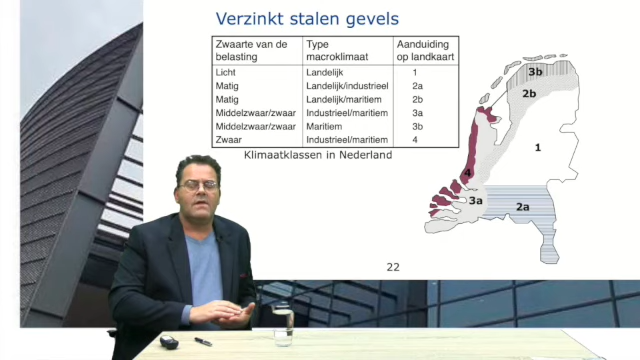 Verzinkt stalen gevels
Zwaarte van de belasting Type macroklimaat Aanduiding op landkaart
Licht Landelijk 1
Matig Landelijk/industrieel 2a
Matig Landelijk/maritiem 2b
Middelzwaar/zwaar Industrieel/maritiem 3a
Middelzwaar/zwaar Maritiem 3b
Zwaar Industrieel/maritiem 4
Klimaatklassen in Nederland
3b
2b
1
4
3a
2a
22